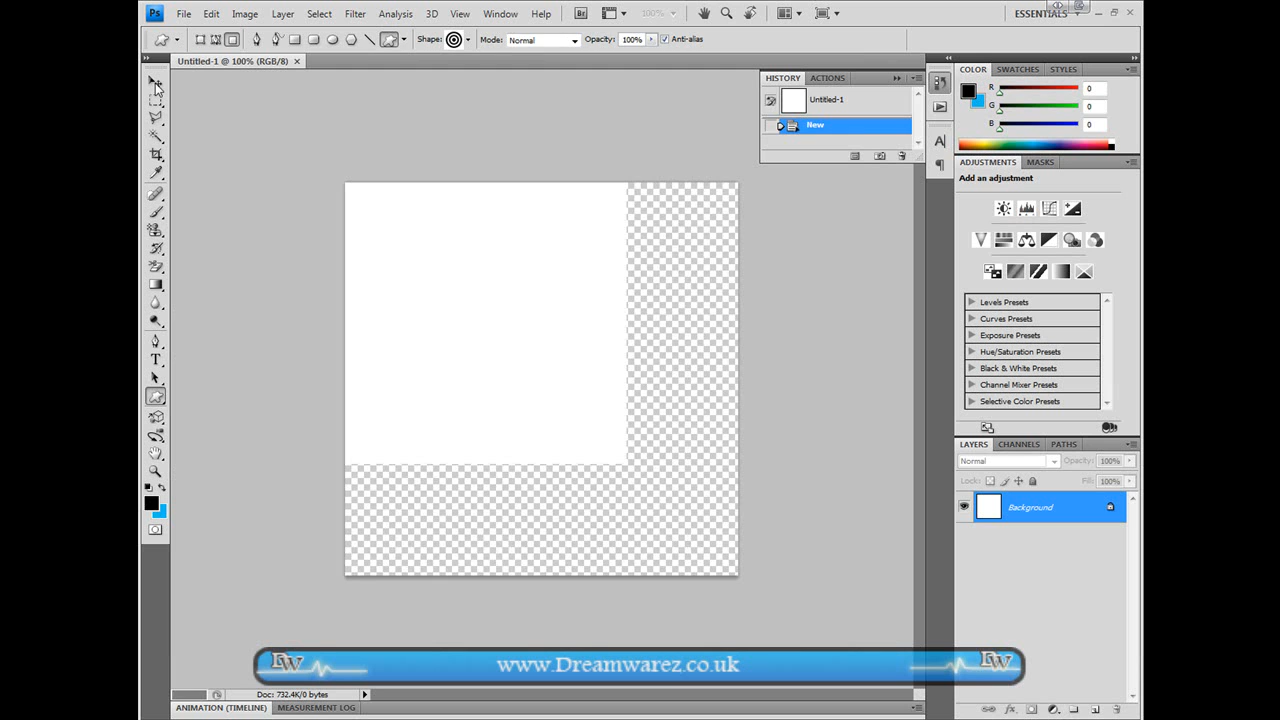 Ps File Edit Image Layer Select Filter Analysis 3D View Window Help Br 100% ESSENTIALS
Shape: Mode: Normal Opacity: 100% Anti-alias
Untitled-1 @ 100% (RGB/8)
HISTORY ACTIONS
Untitled-1
New
COLOR SWATCHES STYLES
R 0
G 0
B 0
ADJUSTMENTS MASKS
Add an adjustment
Levels Presets
Curves Presets
Exposure Presets
Hue/Saturation Presets
Black & White Presets
Channel Mixer Presets
Selective Color Presets
LAYERS CHANNELS PATHS
Normal Opacity: 100%
Lock: Fill: 100%
Background
T
A
DW www.Dreamwarez.co.uk DW
Doc: 732.4K/0 bytes
ANIMATION (TIMELINE) MEASUREMENT LOG